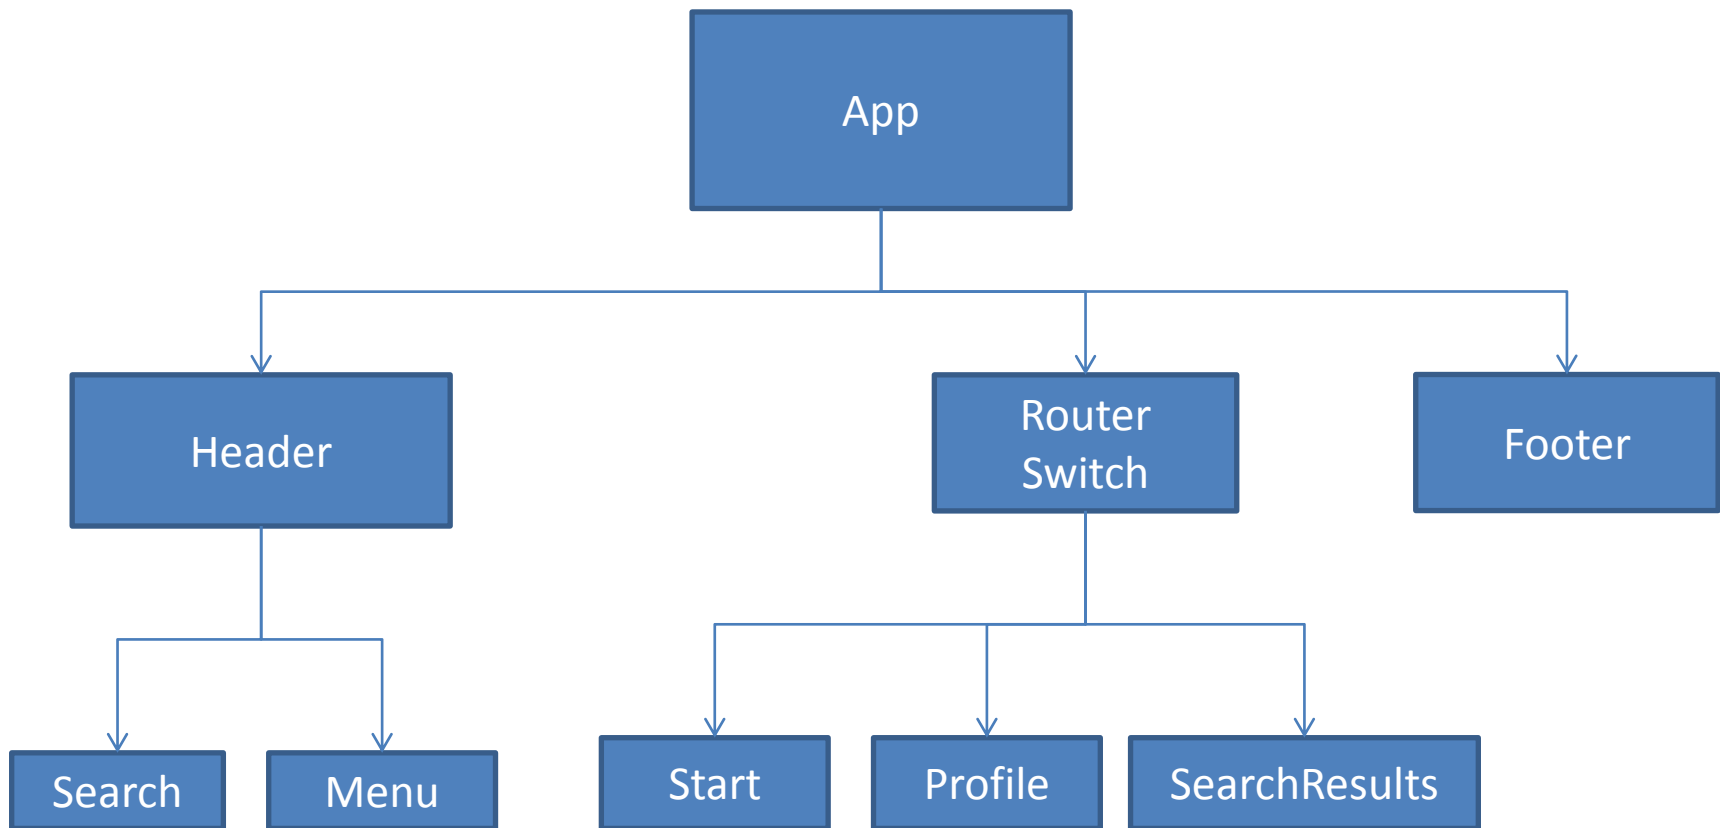 App
Header
Router
Switch
Footer
Search
Menu
Start
Profile
SearchResults